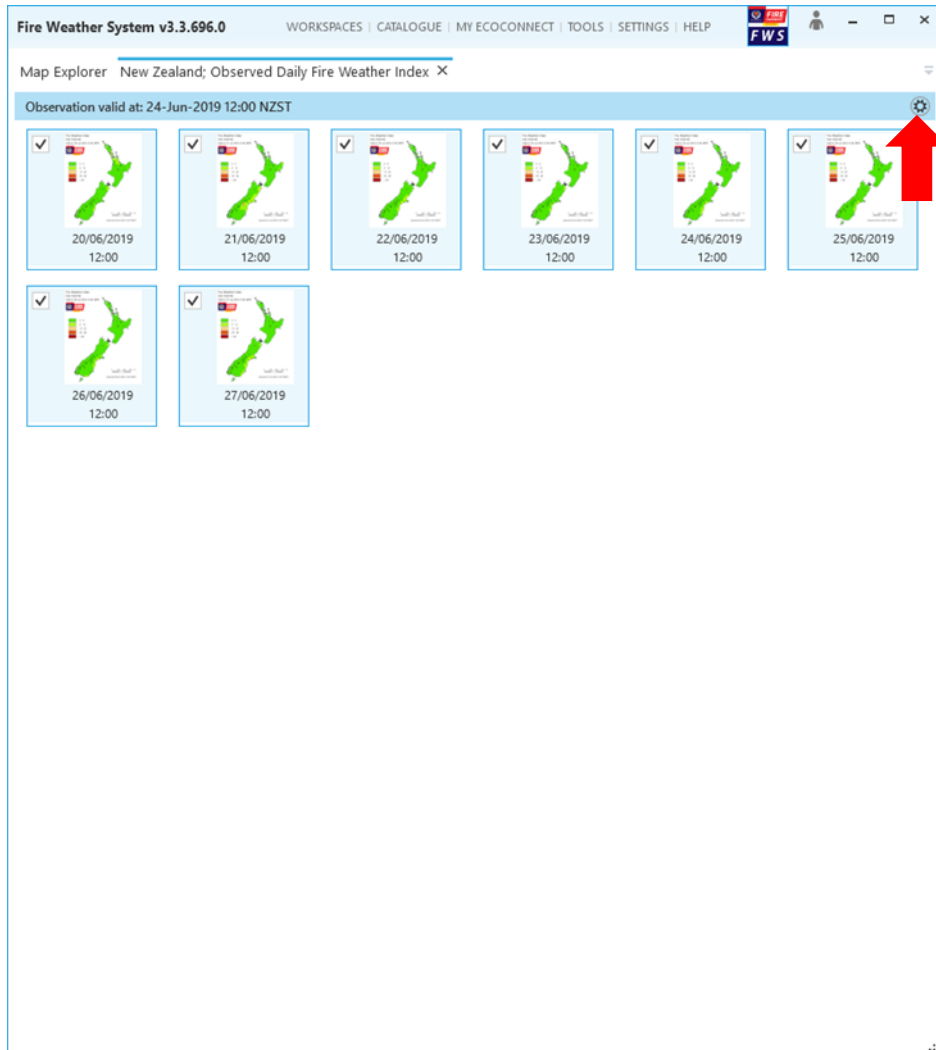 Fire Weather System v3.3.696.0 WORKSPACES | CATALOGUE | MY ECOCONNECT | TOOLS | SETTINGS | HELP FIRE FWS
Map Explorer New Zealand; Observed Daily Fire Weather Index
Observation valid at: 24-Jun-2019 12:00 NZST
20/06/2019 21/06/2019 22/06/2019 23/06/2019 24/06/2019 25/06/2019
12:00 12:00 12:00 12:00 12:00 12:00
26/06/2019 27/06/2019
12:00 12:00